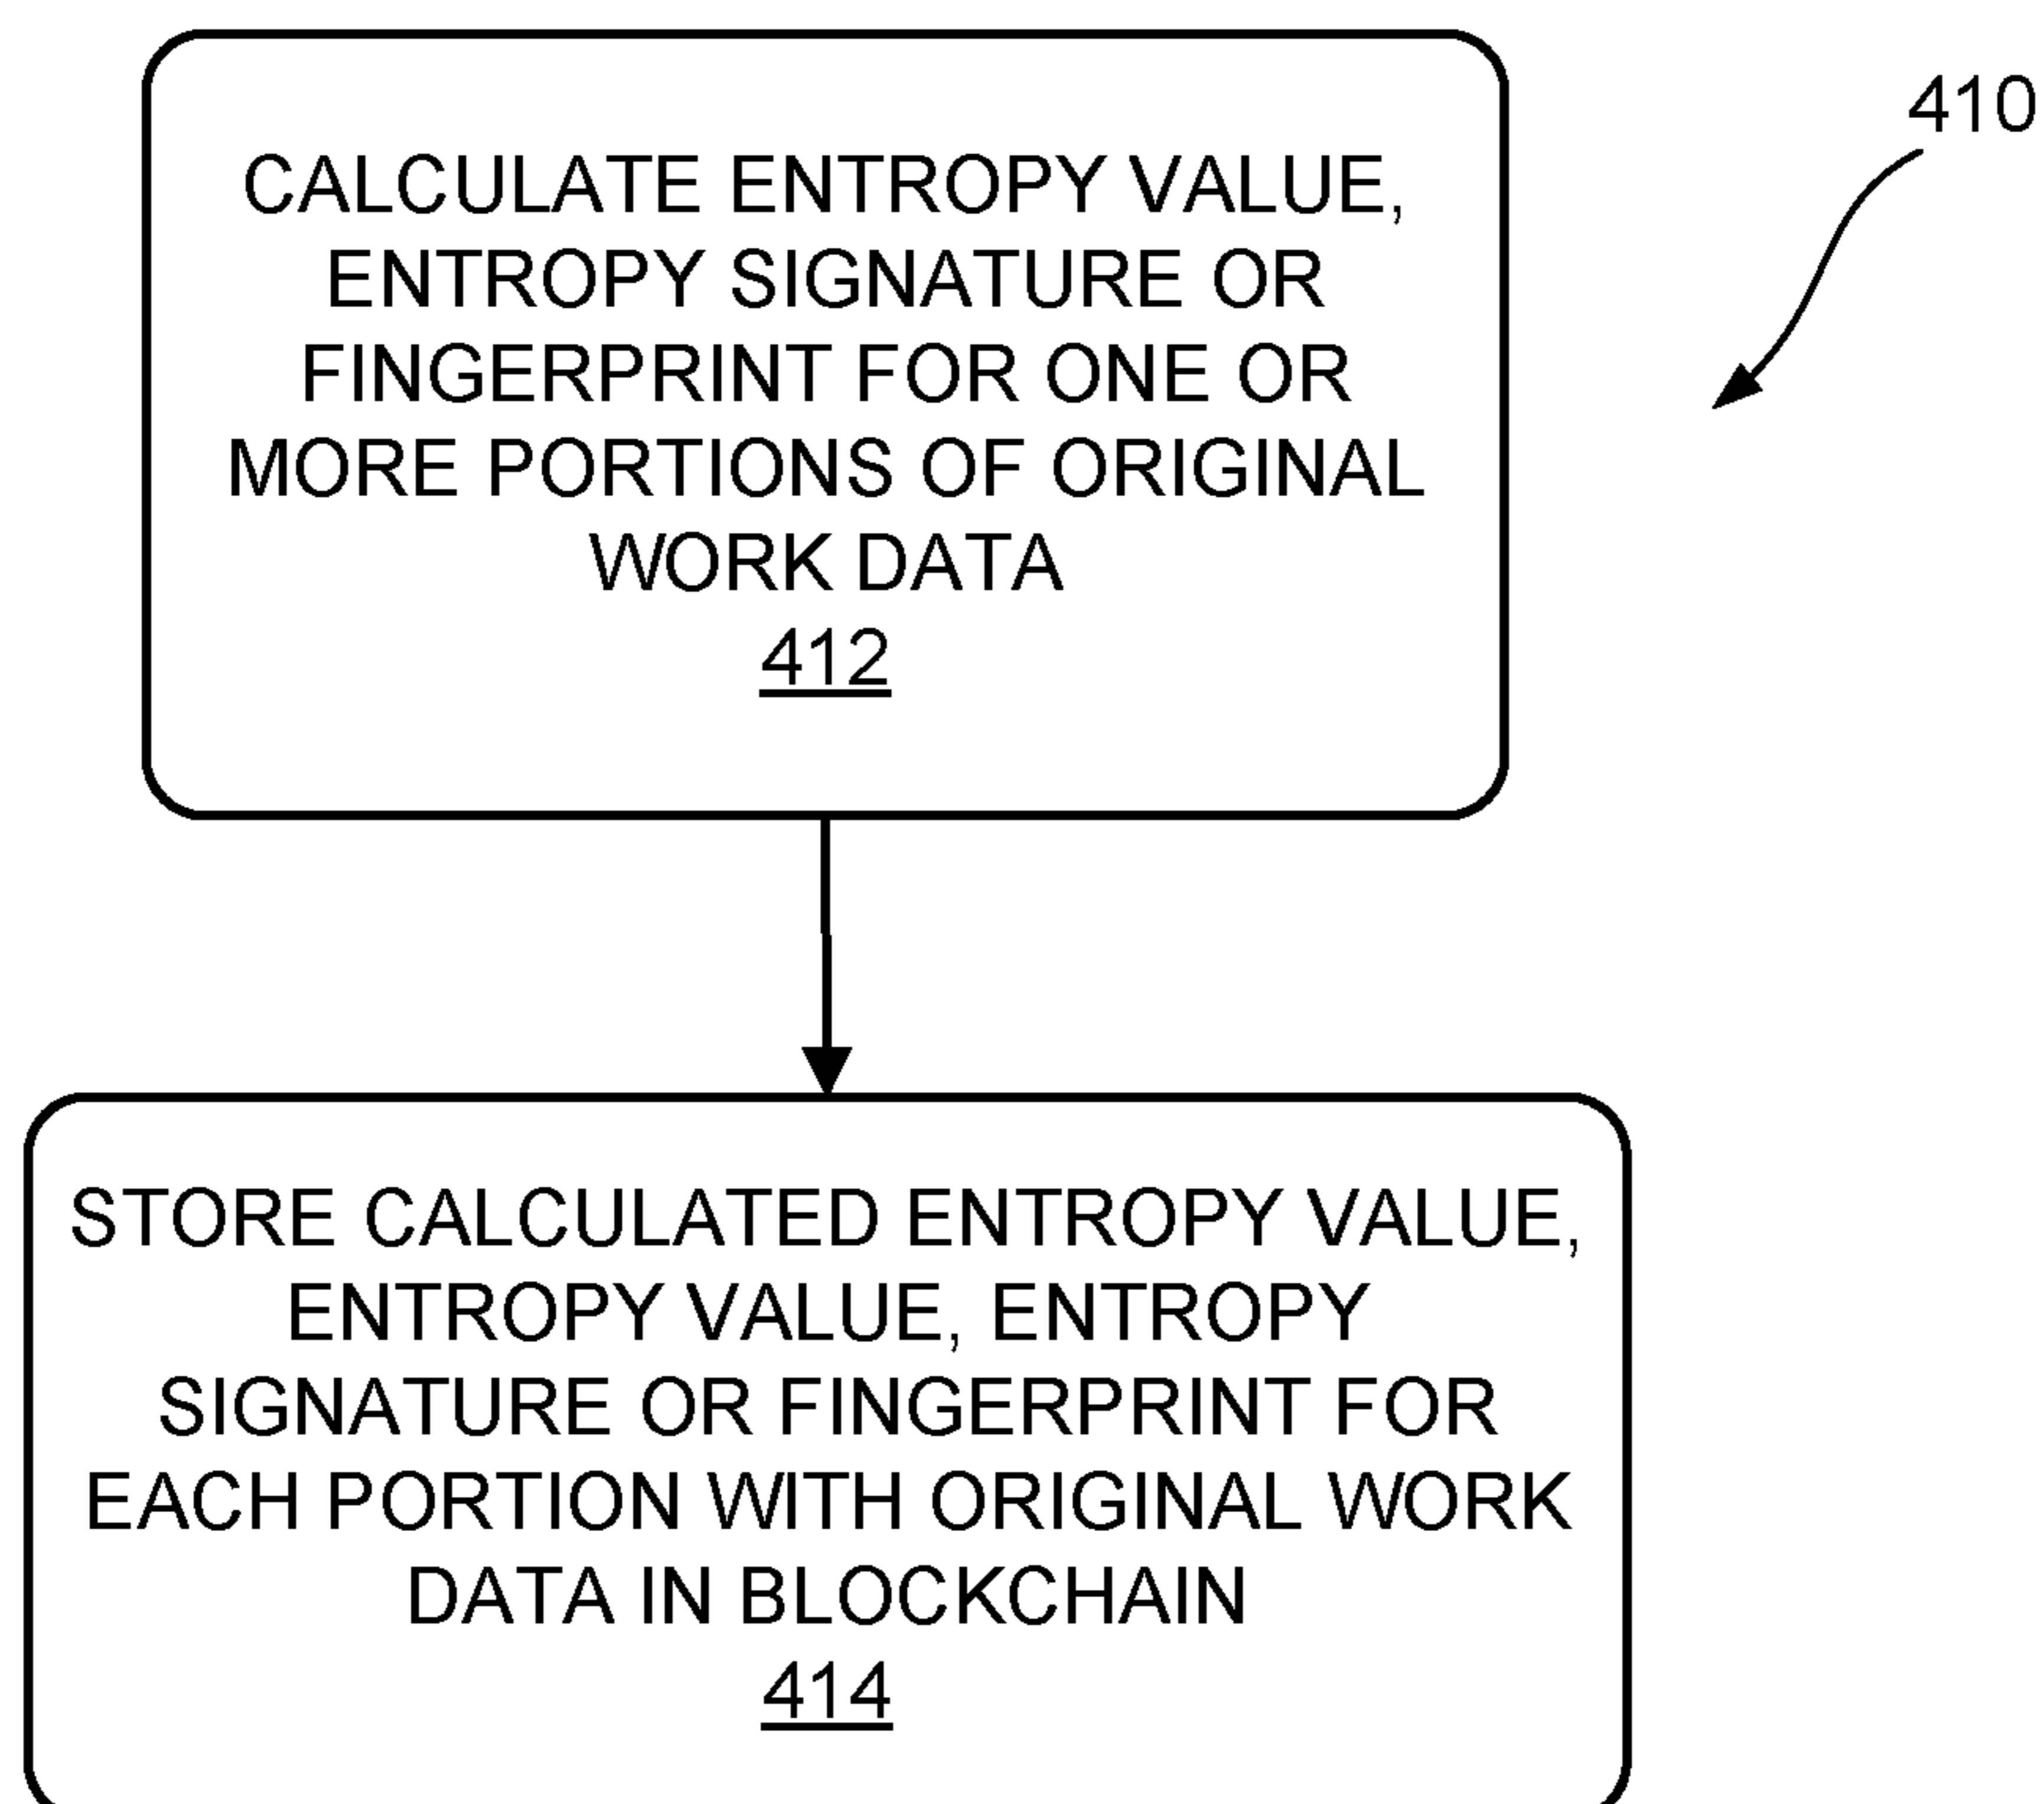 410
CALCULATE ENTROPY VALUE,
ENTROPY SIGNATURE OR
FINGERPRINT FOR ONE OR
MORE PORTIONS OF ORIGINAL
WORK DATA
412
STORE CALCULATED ENTROPY VALUE,
ENTROPY VALUE, ENTROPY
SIGNATURE OR FINGERPRINT FOR
EACH PORTION WITH ORIGINAL WORK
DATA IN BLOCKCHAIN
414